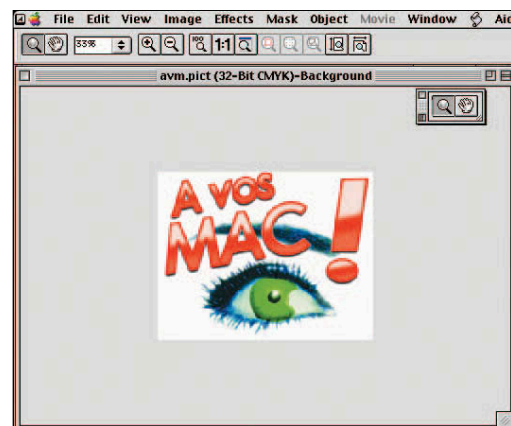 File Edit View Image Effects Mask Object Movie Window
33% 1:1
avm.pict (32-Bit CMYK)-Background
A VOS
MAC!